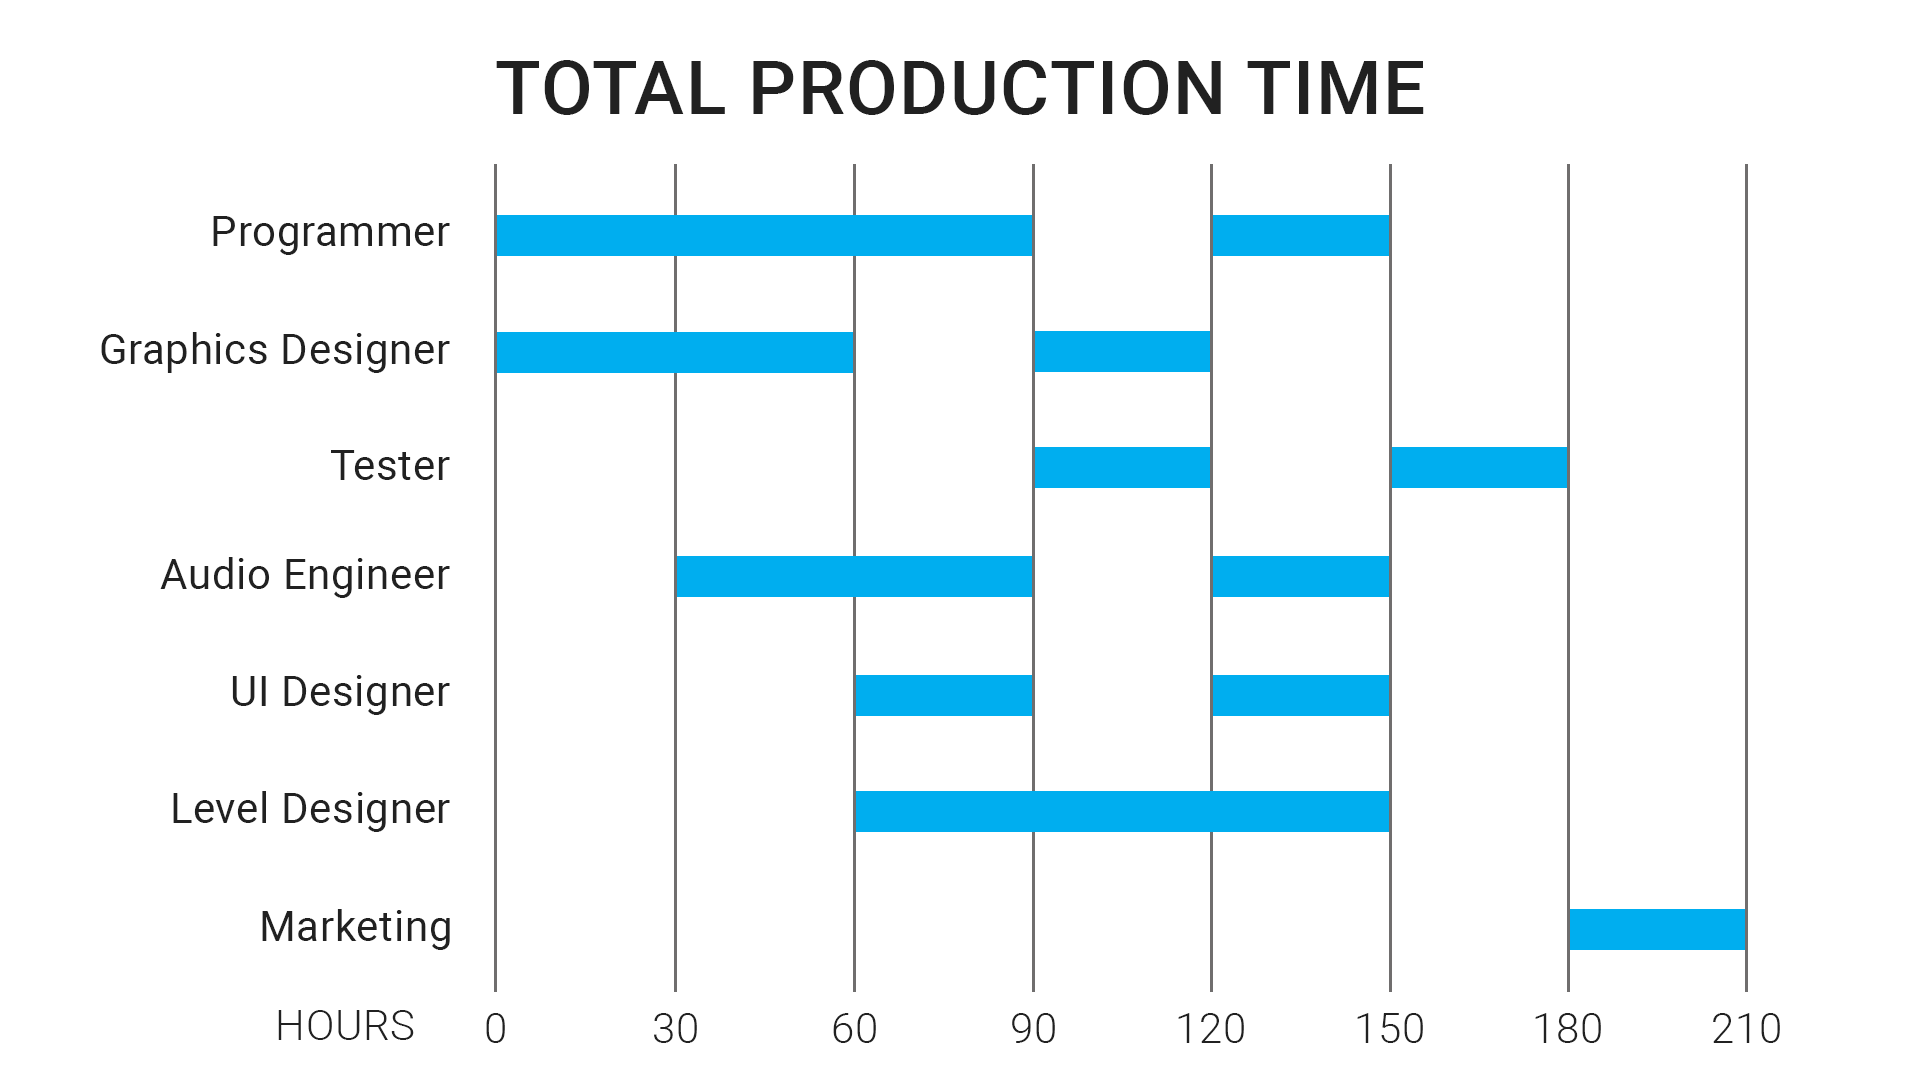 TOTAL PRODUCTION TIME
Programmer
Graphics Designer
Tester
Audio Engineer
UI Designer
Level Designer
Marketing
HOURS 0 30 60 90 120 150 180 210